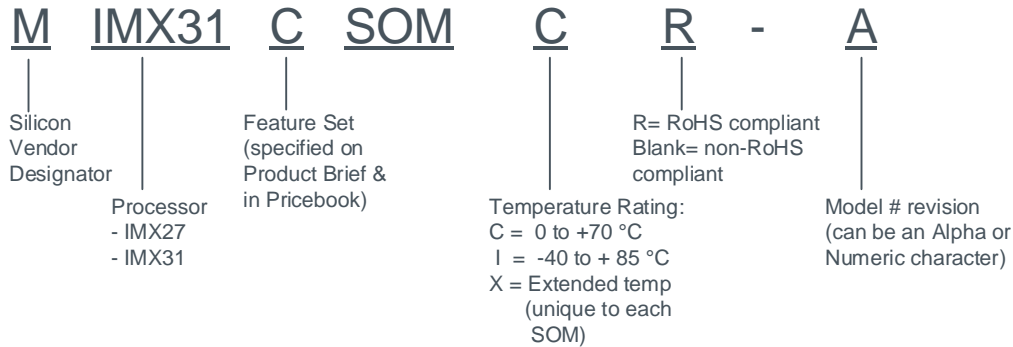 M IMX31 C SOM C R - A
Silicon
Vendor
Designator
Processor
- IMX27
- IMX31
Feature Set
(specified on
Product Brief &
in Pricebook)
Temperature Rating:
C = 0 to +70 °C
I = -40 to + 85 °C
X = Extended temp
(unique to each
SOM)
R= RoHS compliant
Blank= non-RoHS
compliant
Model # revision
(can be an Alpha or
Numeric character)